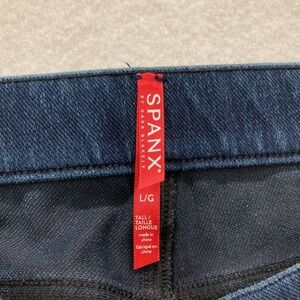 SPANX®
BY SARA BLAKELY
L/G
TALL /
TAILLE
LONGUE
made in
china
fabriqué en
chine